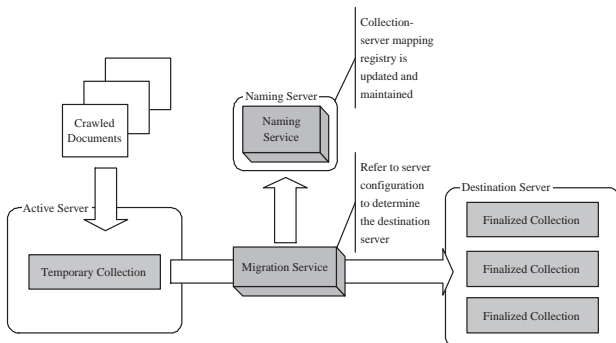 Collection-
server mapping
registry is
updated and
maintained
Naming Server
Naming
Service
Crawled
Documents
Refer to server
configuration
to determine
the destination
server
Active Server
Destination Server
Temporary Collection
Migration Service
Finalized Collection
Finalized Collection
Finalized Collection